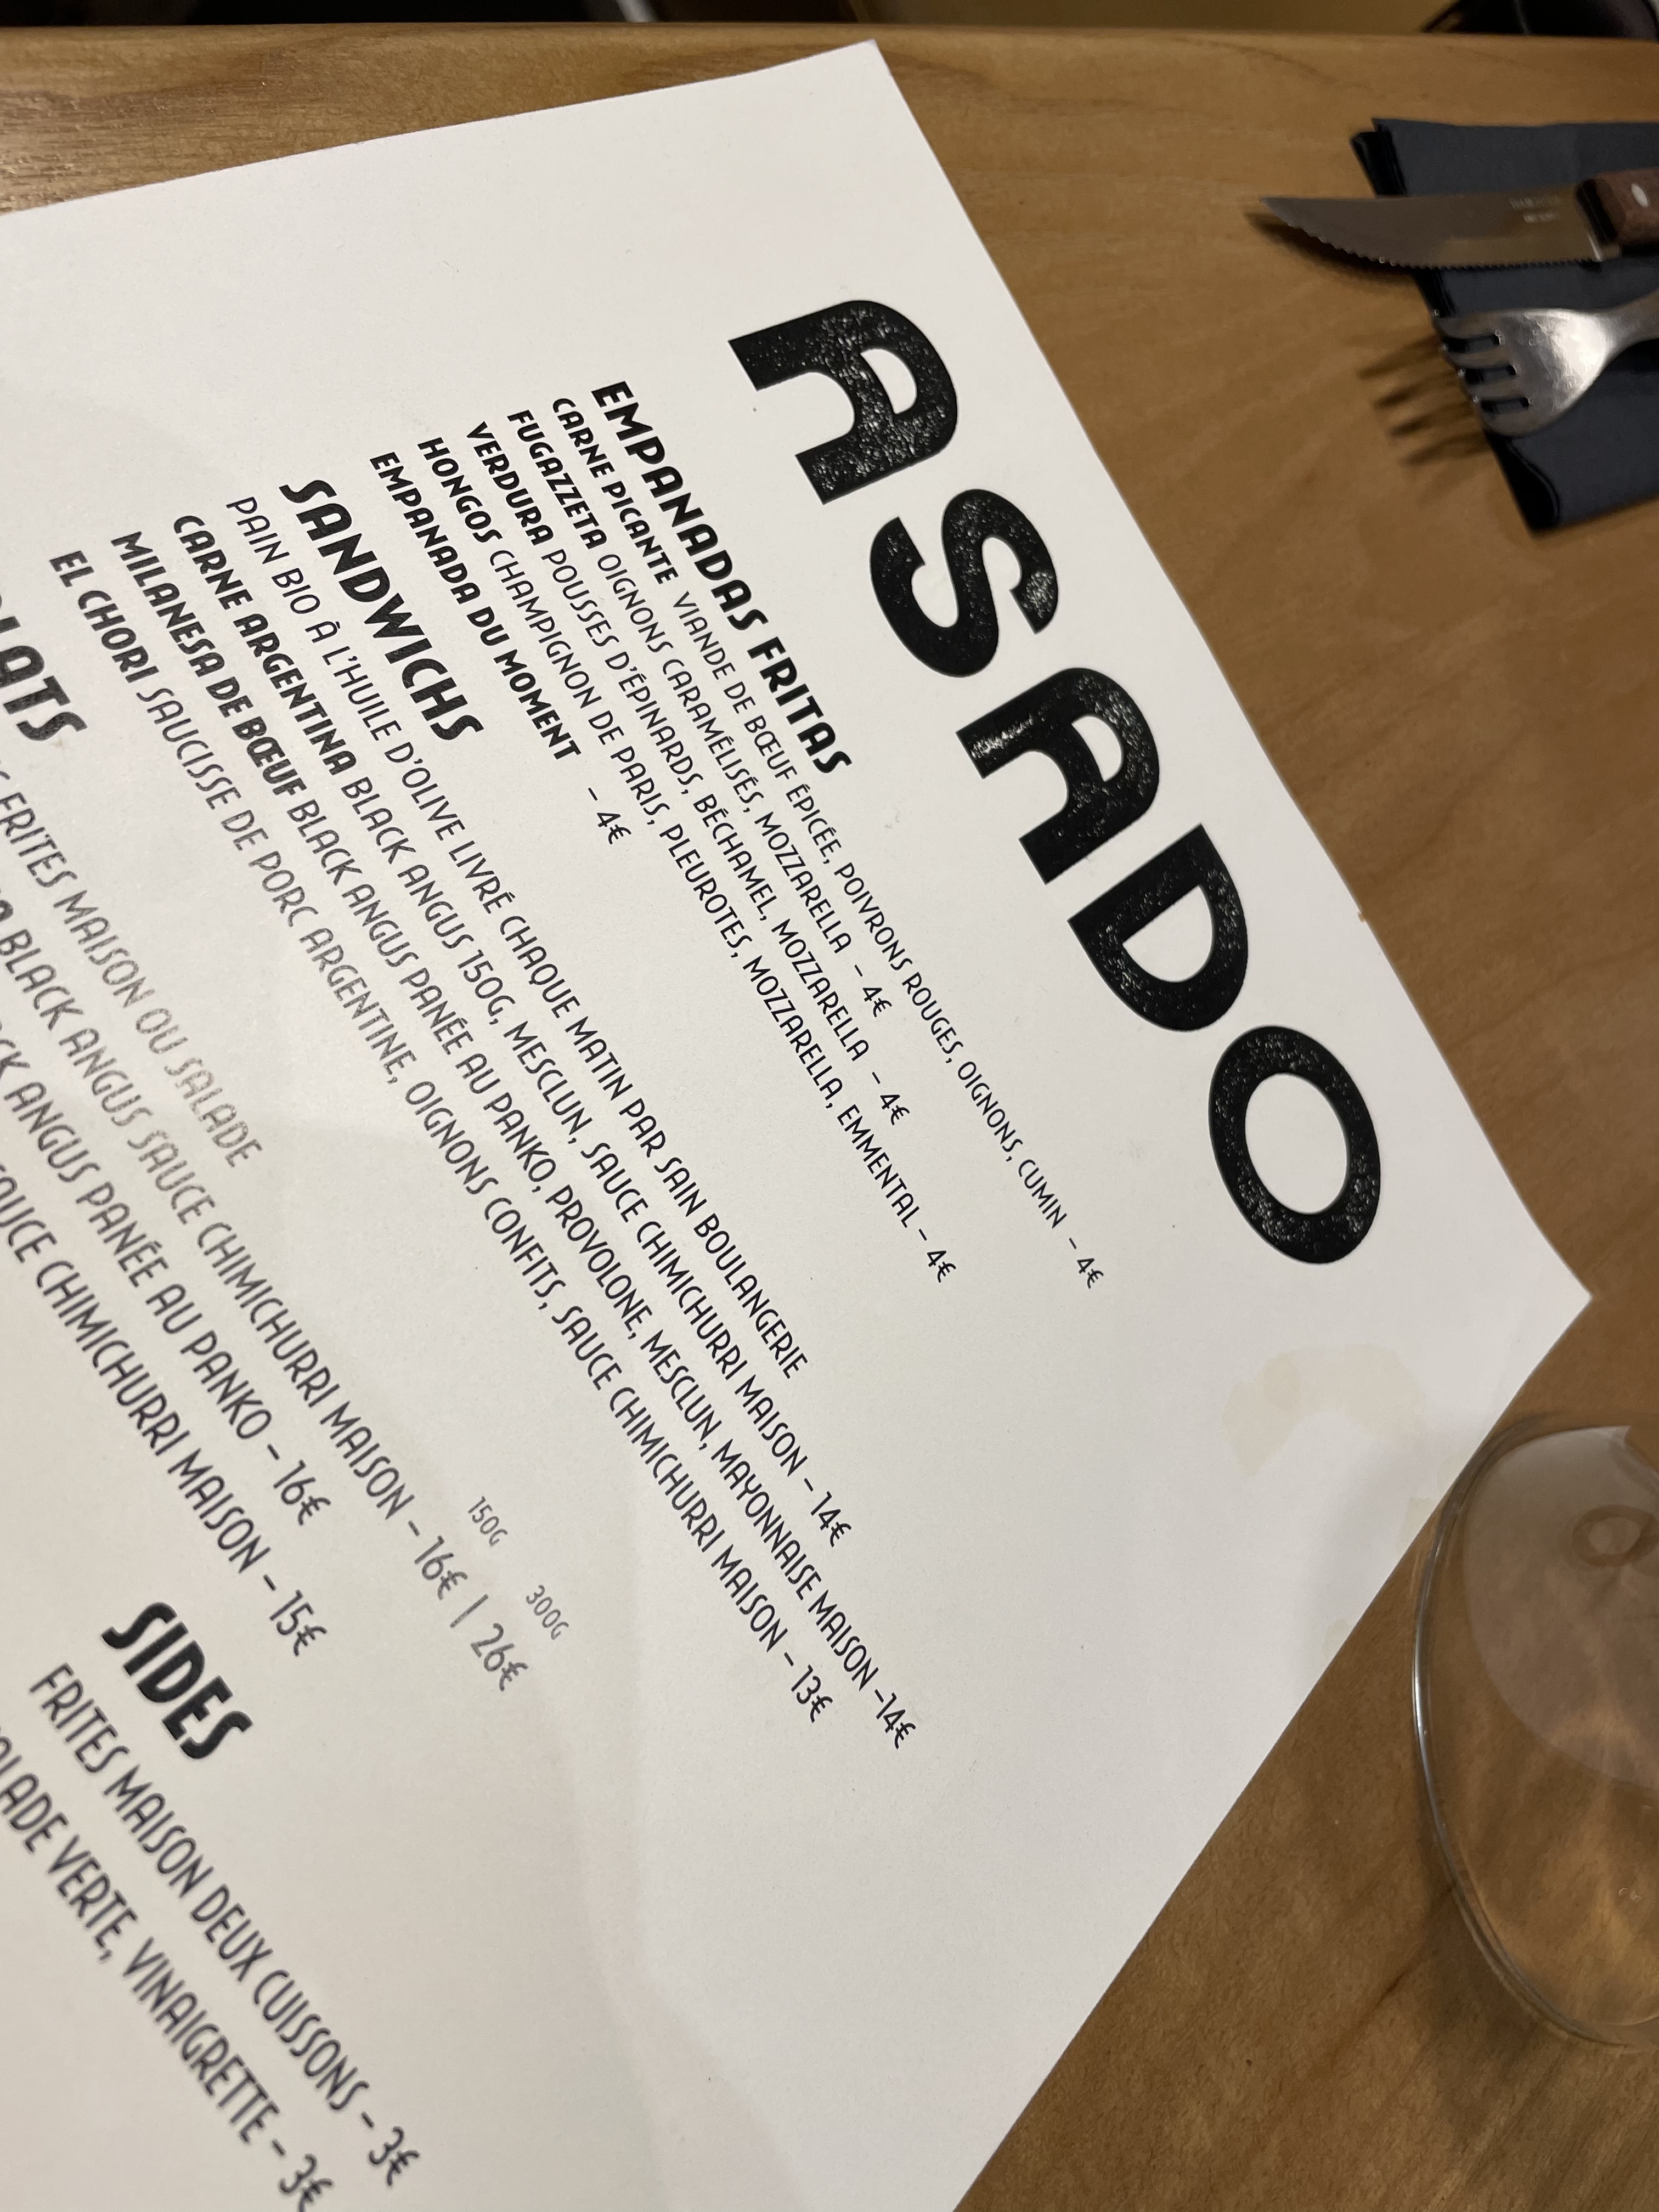 ASADO
EMPANADAS FRITAS
CARNE PICANTE VIANDE DE BŒUF ÉPICÉE, POIVRONS ROUGES, OIGNONS, CUMIN - 4€
FUGAZZETA OIGNONS CARAMÉLISÉS, MOZZARELLA - 4€
VERDURA POUSSES D'ÉPINARDS, BÉCHAMEL, MOZZARELLA - 4€
HONGOS CHAMPIGNON DE PARIS, PLEUROTES, MOZZARELLA, EMMENTAL - 4€
EMPANADA DU MOMENT - 4€
SANDWICHS
PAIN BIO À L'HUILE D'OLIVE LIVRÉ CHAQUE MATIN PAR SAIN BOULANGERIE
CARNE ARGENTINA BLACK ANGUS 150G, MESCLUN, SAUCE CHIMICHURRI MAISON - 14€
MILANESA DE BŒUF BLACK ANGUS PANÉE AU PANKO, PROVOLONE, MESCLUN, MAYONNAISE MAISON -14€
EL CHORI SAUCISSE DE PORC ARGENTINE, OIGNONS CONFITS, SAUCE CHIMICHURRI MAISON - 13€
FRITES MAISON OU SALADE
150G 300G
BLACK ANGUS SAUCE CHIMICHURRI MAISON - 16€ | 26€
ANGUS PANÉE AU PANKO - 16€
CHIMICHURRI MAISON - 15€
SIDES
FRITES MAISON DEUX CUISSONS - 3€
VERTE, VINAIGRETTE - 3€